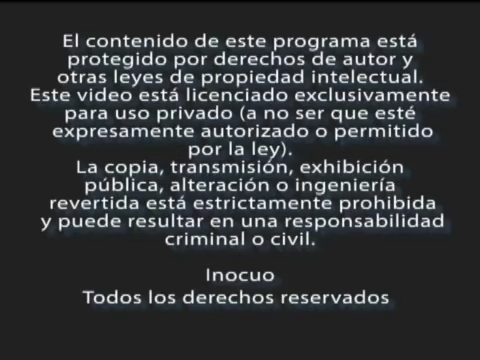 El contenido de este programa está
protegido por derechos de autor y
otras leyes de propiedad intelectual.
Este video está licenciado exclusivamente
para uso privado (a no ser que esté
expresamente autorizado o permitido
por la ley).
La copia, transmisión, exhibición
pública, alteración o ingeniería
revertida está estrictamente prohibida
y puede resultar en una responsabilidad
criminal o civil.
Inocuo
Todos los derechos reservados